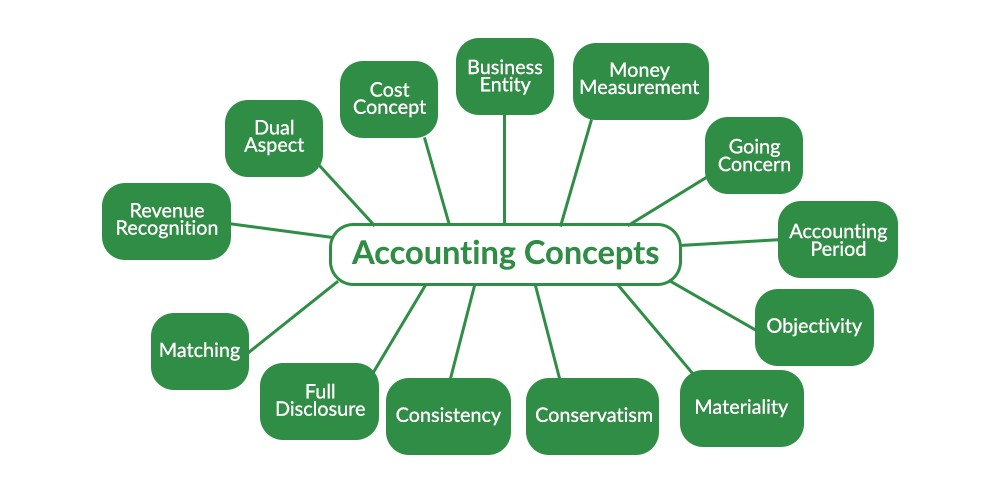 Business
Entity
Money
Measurement
Cost
Concept
Dual
Aspect
Going
Concern
Revenue
Recognition
Accounting
Period
Accounting Concepts
Objectivity
Matching
Full
Disclosure
Consistency
Conservatism
Materiality